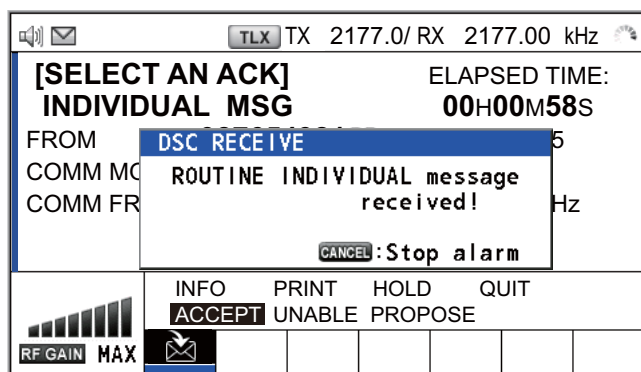 TLX TX 2177.0/ RX 2177.00 kHz
[SELECT AN ACK] ELAPSED TIME:
INDIVIDUAL MSG 00H00M58S
FROM 5
DSC RECEIVE
COMM
ROUTINE INDIVIDUAL message
received!
COMM FR Hz
CANCEL:Stop alarm
INFO PRINT HOLD QUIT
ACCEPT UNABLE PROPOSE
RF GAIN MAX